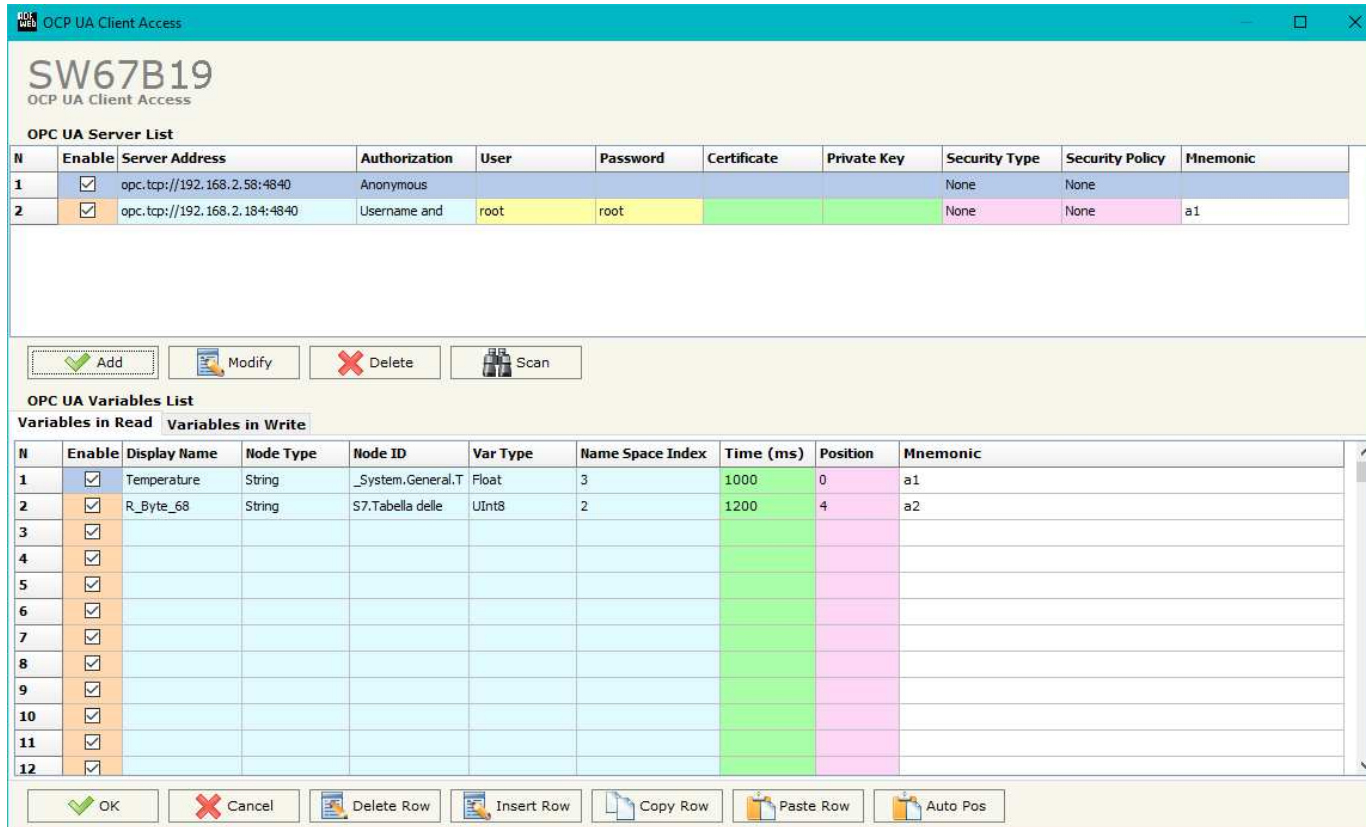 ADF WEB OCP UA Client Access
SW67B19
OCP UA Client Access
OPC UA Server List
N Enable Server Address Authorization User Password Certificate Private Key Security Type Security Policy Mnemonic
1 opc.tcp://192.168.2.58:4840 Anonymous None None
2 opc.tcp://192.168.2.184:4840 Username and root root None None a1
Add Modify Delete Scan
OPC UA Variables List
Variables in Read Variables in Write
N Enable Display Name Node Type Node ID Var Type Name Space Index Time (ms) Position Mnemonic
1 Temperature String _System.General.T Float 3 1000 0 a1
2 R_Byte_68 String S7.Tabella delle UInt8 2 1200 4 a2
3
4
5
6
7
8
9
10
11
12
OK Cancel Delete Row Insert Row Copy Row Paste Row Auto Pos